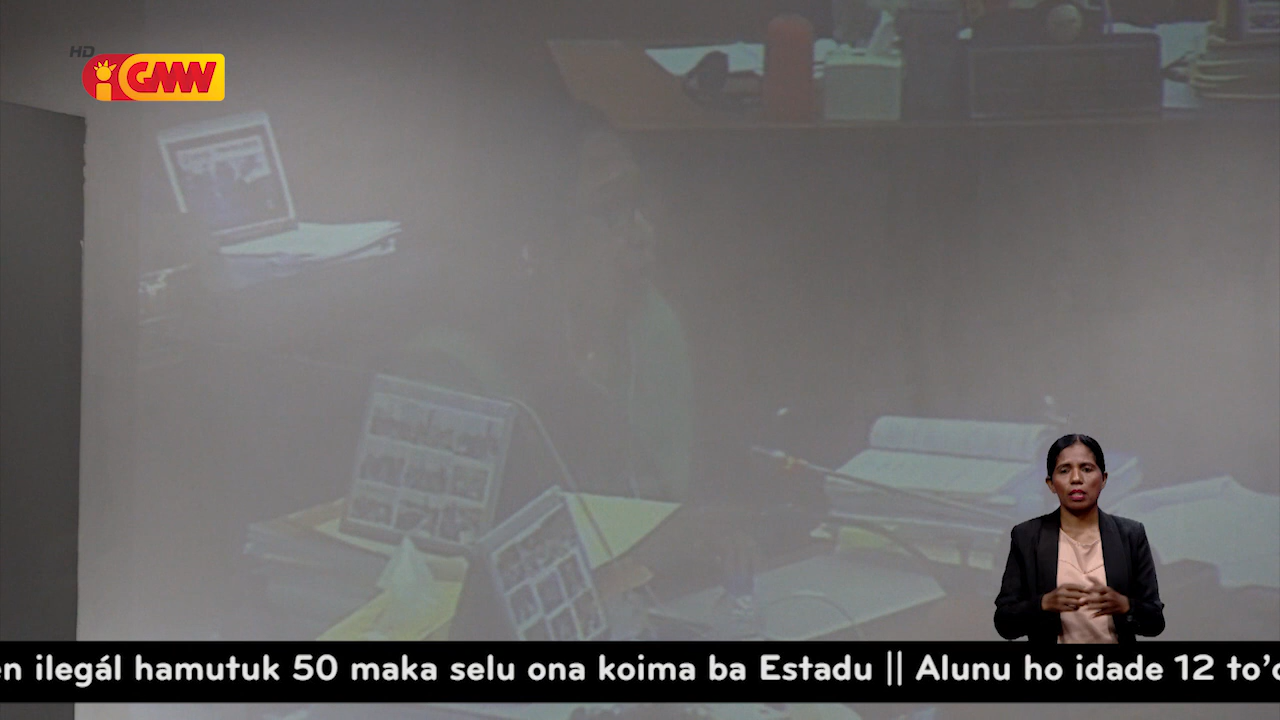 HD
GMN
en ilegál hamutuk 50 maka selu ona koima ba Estadu || Alunu ho idade 12 to’o